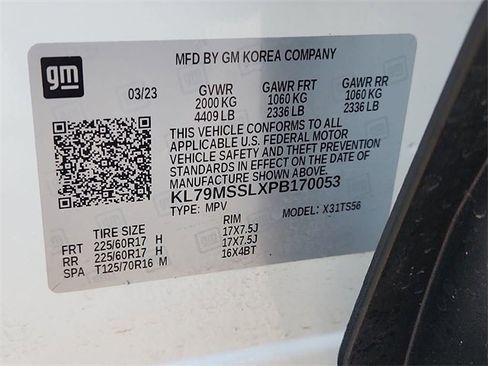 gm
MFD BY GM KOREA COMPANY
03/23 GVWR GAWR FRT GAWR RR
2000 KG 1060 KG 1060 KG
4409 LB 2336 LB 2336 LB
THIS VEHICLE CONFORMS TO ALL
APPLICABLE U.S. FEDERAL MOTOR
VEHICLE SAFETY AND THEFT PREVENTION
STANDARDS IN EFFECT ON THE DATE OF
MANUFACTURE SHOWN ABOVE.
KL79MSSLXPB170053
TYPE: MPV MODEL: X31TS56
TIRE SIZE RIM
FRT 225/60R17 H 17X7.5J
RR 225/60R17 H 17X7.5J
SPA T125/70R16 M 16X4BT